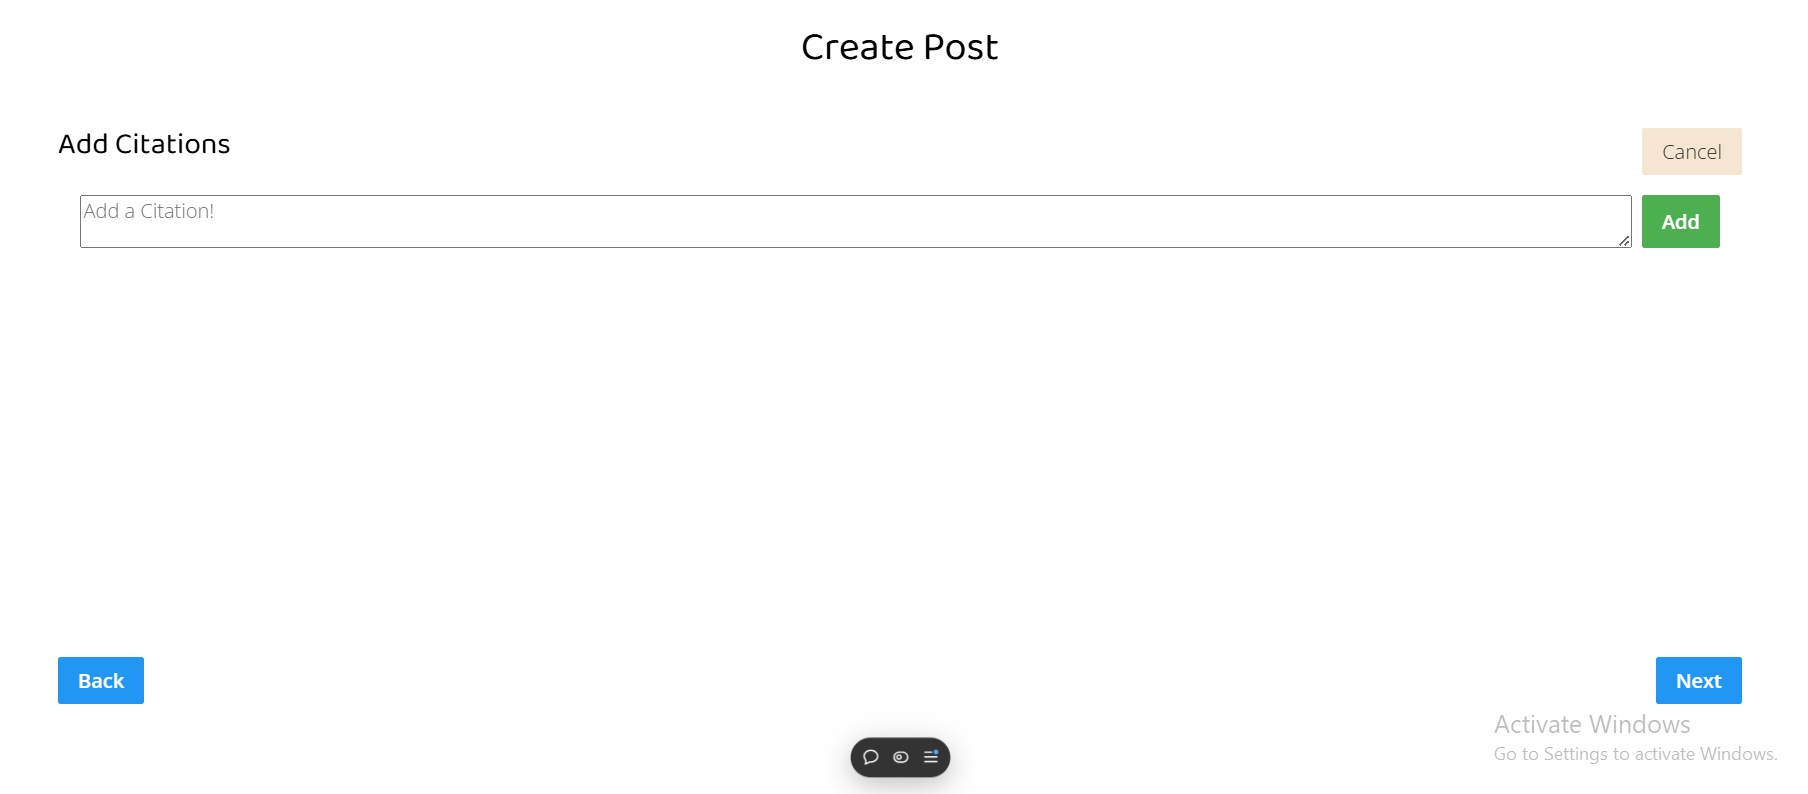 Create Post
Add Citations
Cancel
Add a Citation!
Add
Back
Next
Activate Windows
Go to Settings to activate Windows.